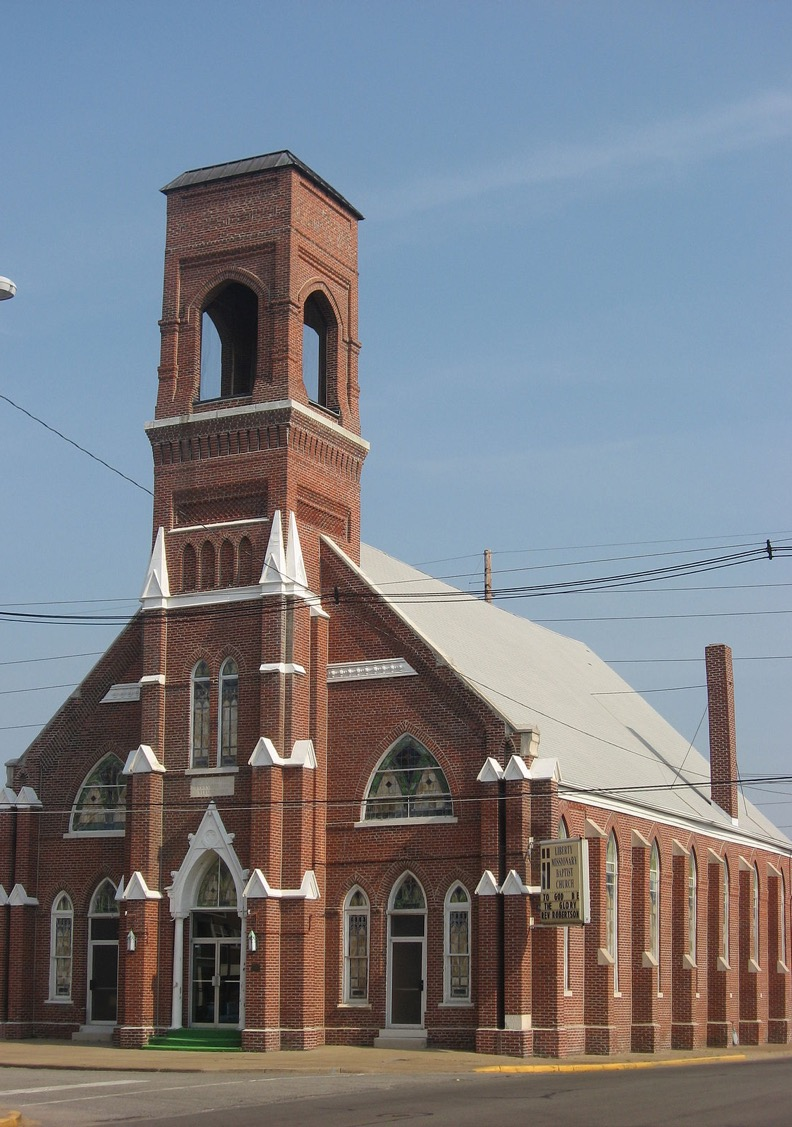 LIBERTY
MISSIONARY
BAPTIST
CHURCH
TO GOD BE
THE GLORY
REV ROBERTSON